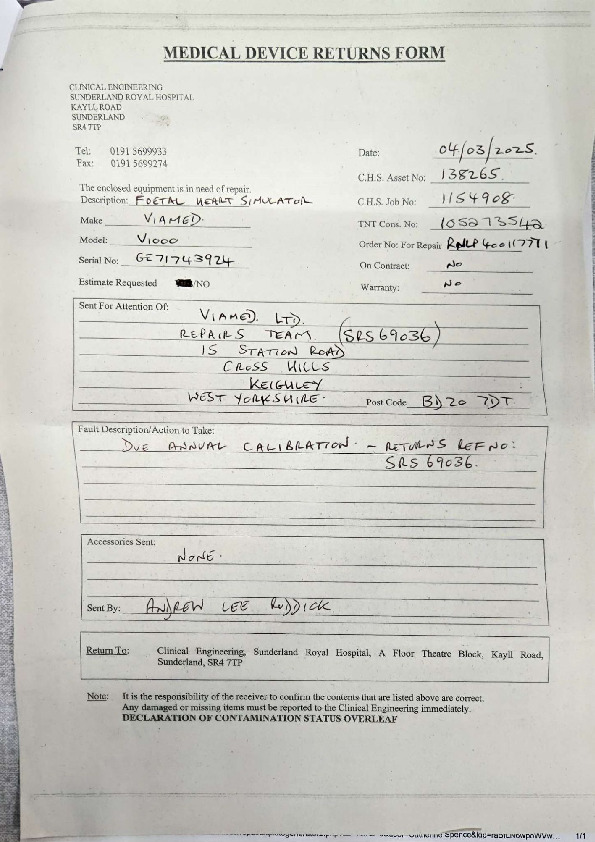 MEDICAL DEVICE RETURNS FORM
CLINICAL ENGINEERING
SUNDERLAND ROYAL HOSPITAL
KAYLL ROAD
SUNDERLAND
SR4 7TP
Tel: 0191 5699933
Fax: 0191 5699274
Date: 04/03/2025.
C.H.S. Asset No: 138265.
The enclosed equipment is in need of repair.
Description: FOETAL HEART SIMULATOR
C.H.S. Job No: 1154908.
Make VIAMED.
TNT Cons. No: 105273542
Model: V1000
Order No: For Repair RNLP400117771
Serial No: GE71743924
On Contract: NO
Estimate Requested /NO
Warranty: NO
Sent For Attention Of:
VIAMED. LTD.
REPAIRS TEAM (SRS69036)
15 STATION ROAD
CROSS HILLS
KEIGHLEY
WEST YORKSHIRE. Post Code BD20 7DT
Fault Description/Action to Take:
DUE ANNUAL CALIBRATION. - RETURNS REF NO:
SRS 69036.
Accessories Sent:
NONE.
Sent By: ANDREW LEE RUDDICK
Return To: Clinical Engineering, Sunderland Royal Hospital, A Floor Theatre Block, Kayll Road,
Sunderland, SR4 7TP
Note: It is the responsibility of the receiver to confirm the contents that are listed above are correct.
Any damaged or missing items must be reported to the Clinical Engineering immediately.
DECLARATION OF CONTAMINATION STATUS OVERLEAF
1/1